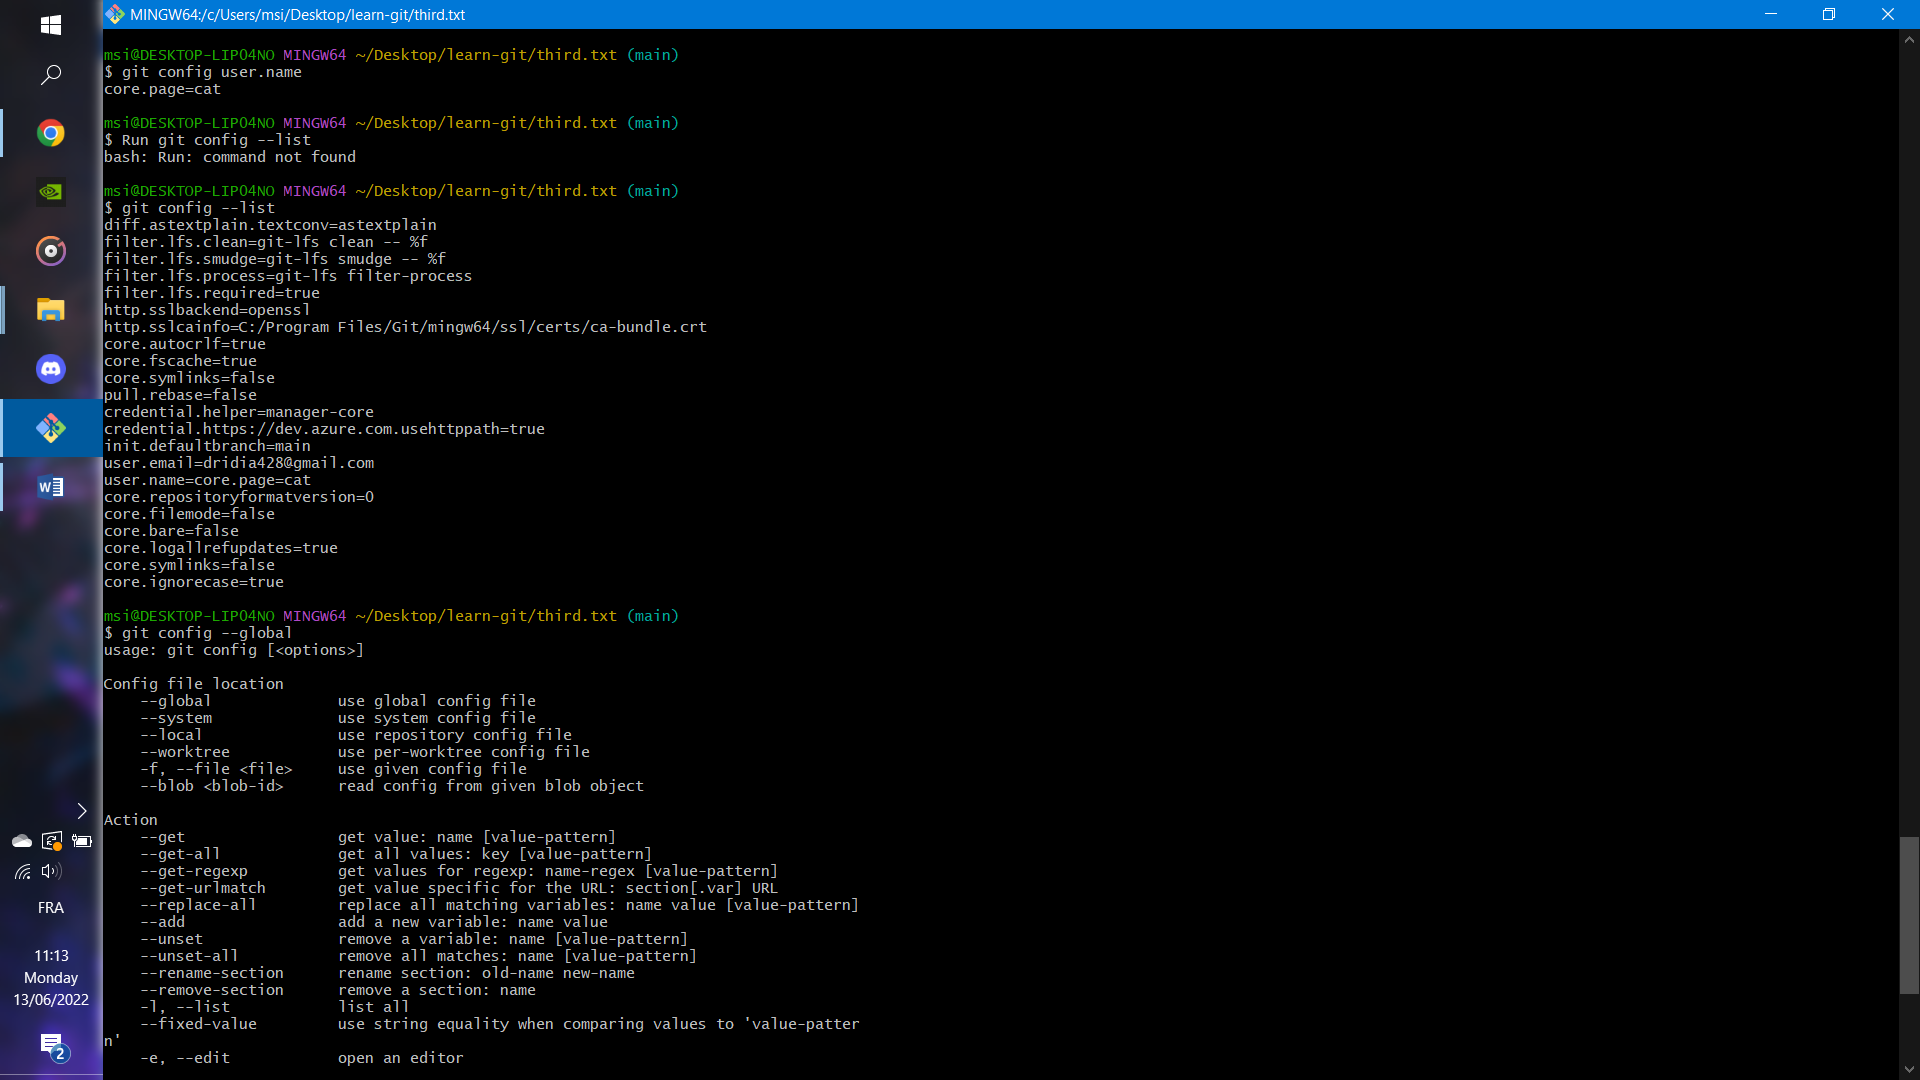 MINGW64:/c/Users/msi/Desktop/learn-git/third.txt
msi@DESKTOP-LIPO4NO MINGW64 ~/Desktop/learn-git/third.txt (main)
$ git config user.name
core.page=cat
msi@DESKTOP-LIPO4NO MINGW64 ~/Desktop/learn-git/third.txt (main)
$ Run git config --list
bash: Run: command not found
msi@DESKTOP-LIPO4NO MINGW64 ~/Desktop/learn-git/third.txt (main)
$ git config --list
diff.astextplain.textconv=astextplain
filter.lfs.clean=git-lfs clean -- %f
filter.lfs.smudge=git-lfs smudge -- %f
filter.lfs.process=git-lfs filter-process
filter.lfs.required=true
http.sslbackend=openssl
http.sslcainfo=C:/Program Files/Git/mingw64/ssl/certs/ca-bundle.crt
core.autocrlf=true
core.fscache=true
core.symlinks=false
pull.rebase=false
credential.helper=manager-core
credential.https://dev.azure.com.usehttppath=true
init.defaultbranch=main
user.email=dridia428@gmail.com
user.name=core.page=cat
core.repositoryformatversion=0
core.filemode=false
core.bare=false
core.logallrefupdates=true
core.symlinks=false
core.ignorecase=true
msi@DESKTOP-LIPO4NO MINGW64 ~/Desktop/learn-git/third.txt (main)
$ git config --global
usage: git config [<options>]
Config file location
--global use global config file
--system use system config file
--local use repository config file
--worktree use per-worktree config file
-f, --file <file> use given config file
--blob <blob-id> read config from given blob object
Action
--get get value: name [value-pattern]
--get-all get all values: key [value-pattern]
--get-regexp get values for regexp: name-regex [value-pattern]
--get-urlmatch get value specific for the URL: section[.var] URL
--replace-all replace all matching variables: name value [value-pattern]
--add add a new variable: name value
--unset remove a variable: name [value-pattern]
--unset-all remove all matches: name [value-pattern]
--rename-section rename section: old-name new-name
--remove-section remove a section: name
-l, --list list all
--fixed-value use string equality when comparing values to 'value-patter
n'
-e, --edit open an editor
W
FRA
11:13
Monday
13/06/2022
2